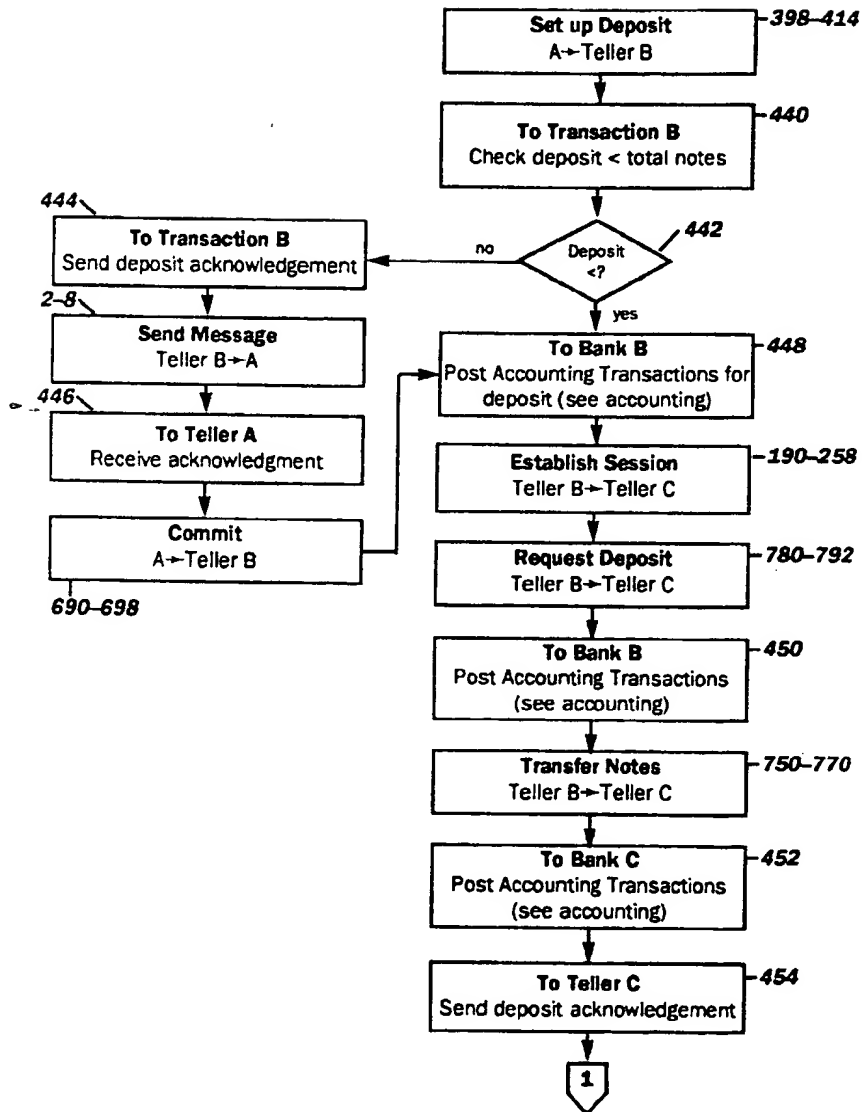 Set up Deposit
A→Teller B
398–414
To Transaction B
Check deposit < total notes
440
Deposit
<?
442
no
yes
444
To Transaction B
Send deposit acknowledgement
2–8
Send Message
Teller B→A
446
To Teller A
Receive acknowledgment
Commit
A→Teller B
690–698
To Bank B
Post Accounting Transactions for
deposit (see accounting)
448
Establish Session
Teller B→Teller C
190–258
Request Deposit
Teller B→Teller C
780–792
To Bank B
Post Accounting Transactions
(see accounting)
450
Transfer Notes
Teller B→Teller C
750–770
To Bank C
Post Accounting Transactions
(see accounting)
452
To Teller C
Send deposit acknowledgement
454
1